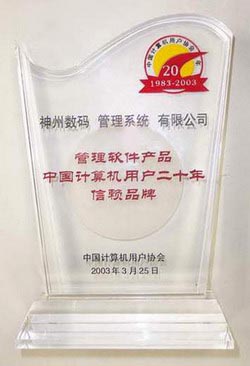 中国计算机用户协会
20年
1983-2003
神州数码 管理系统 有限公司
管理软件产品
中国计算机用户二十年
信赖品牌
中国计算机用户协会
2003年3月25日